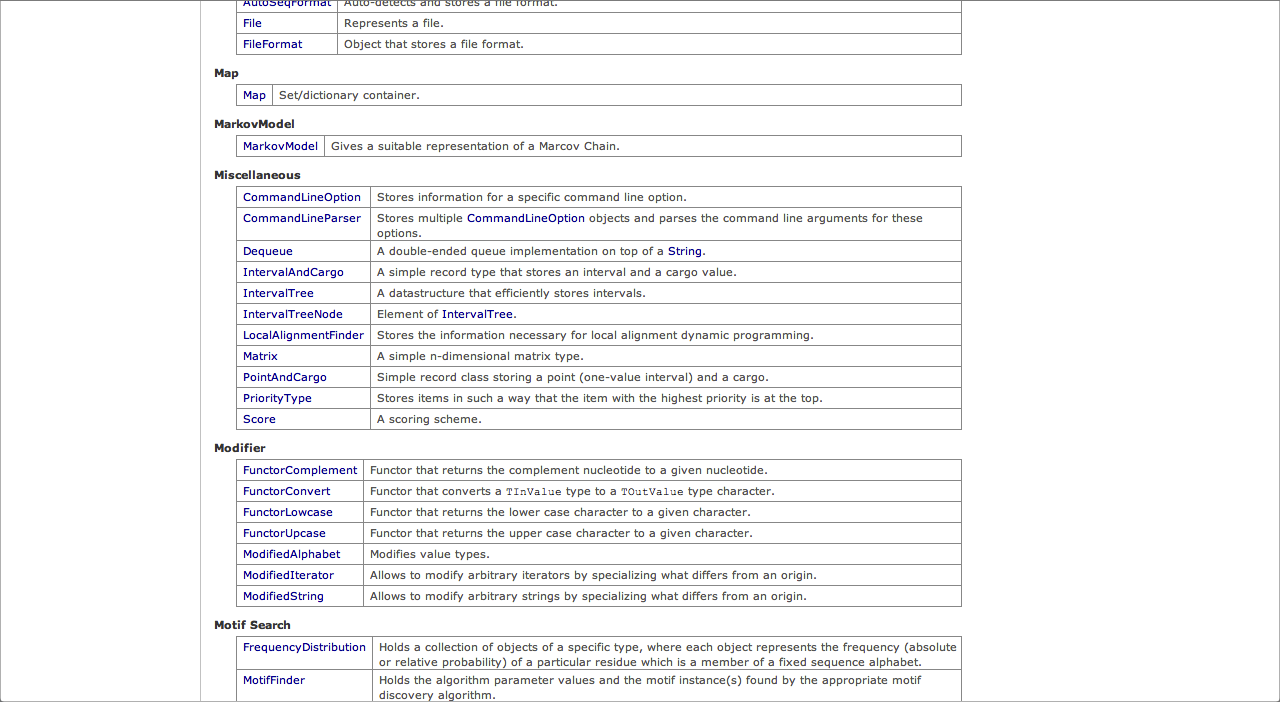 AutoSeqFormat Auto-detects and stores a file format.
File Represents a file.
FileFormat Object that stores a file format.
Map
Map Set/dictionary container.
MarkovModel
MarkovModel Gives a suitable representation of a Marcov Chain.
Miscellaneous
CommandLineOption Stores information for a specific command line option.
CommandLineParser Stores multiple CommandLineOption objects and parses the command line arguments for these
options.
Dequeue A double-ended queue implementation on top of a String.
IntervalAndCargo A simple record type that stores an interval and a cargo value.
IntervalTree A datastructure that efficiently stores intervals.
IntervalTreeNode Element of IntervalTree.
LocalAlignmentFinder Stores the information necessary for local alignment dynamic programming.
Matrix A simple n-dimensional matrix type.
PointAndCargo Simple record class storing a point (one-value interval) and a cargo.
PriorityType Stores items in such a way that the item with the highest priority is at the top.
Score A scoring scheme.
Modifier
FunctorComplement Functor that returns the complement nucleotide to a given nucleotide.
FunctorConvert Functor that converts a TInValue type to a TOutValue type character.
FunctorLowcase Functor that returns the lower case character to a given character.
FunctorUpcase Functor that returns the upper case character to a given character.
ModifiedAlphabet Modifies value types.
ModifiedIterator Allows to modify arbitrary iterators by specializing what differs from an origin.
ModifiedString Allows to modify arbitrary strings by specializing what differs from an origin.
Motif Search
FrequencyDistribution Holds a collection of objects of a specific type, where each object represents the frequency (absolute
or relative probability) of a particular residue which is a member of a fixed sequence alphabet.
MotifFinder Holds the algorithm parameter values and the motif instance(s) found by the appropriate motif
discovery algorithm.